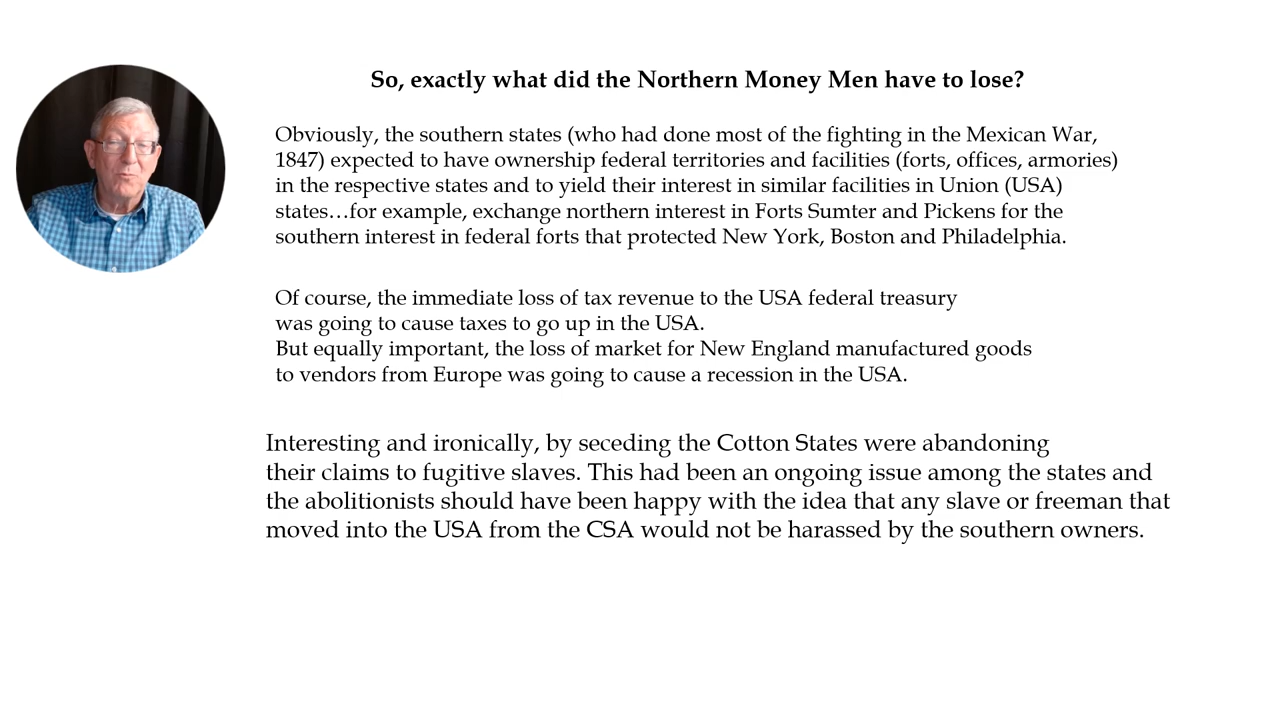 So, exactly what did the Northern Money Men have to lose?
Obviously, the southern states (who had done most of the fighting in the Mexican War,
1847) expected to have ownership federal territories and facilities (forts, offices, armories)
in the respective states and to yield their interest in similar facilities in Union (USA)
states…for example, exchange northern interest in Forts Sumter and Pickens for the
southern interest in federal forts that protected New York, Boston and Philadelphia.
Of course, the immediate loss of tax revenue to the USA federal treasury
was going to cause taxes to go up in the USA.
But equally important, the loss of market for New England manufactured goods
to vendors from Europe was going to cause a recession in the USA.
Interesting and ironically, by seceding the Cotton States were abandoning
their claims to fugitive slaves. This had been an ongoing issue among the states and
the abolitionists should have been happy with the idea that any slave or freeman that
moved into the USA from the CSA would not be harassed by the southern owners.